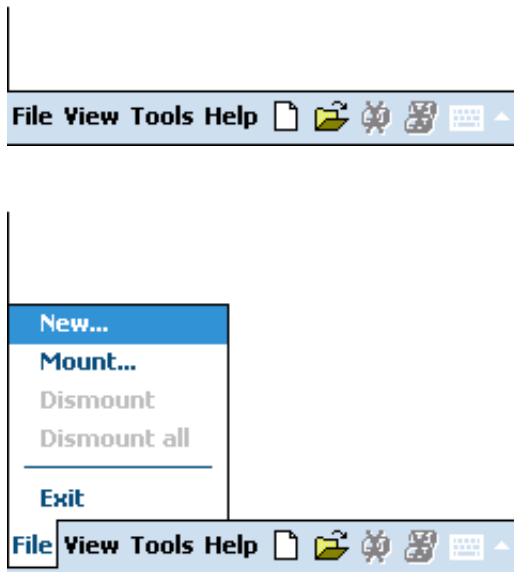 File View Tools Help
New...
Mount...
Dismount
Dismount all
Exit
File View Tools Help